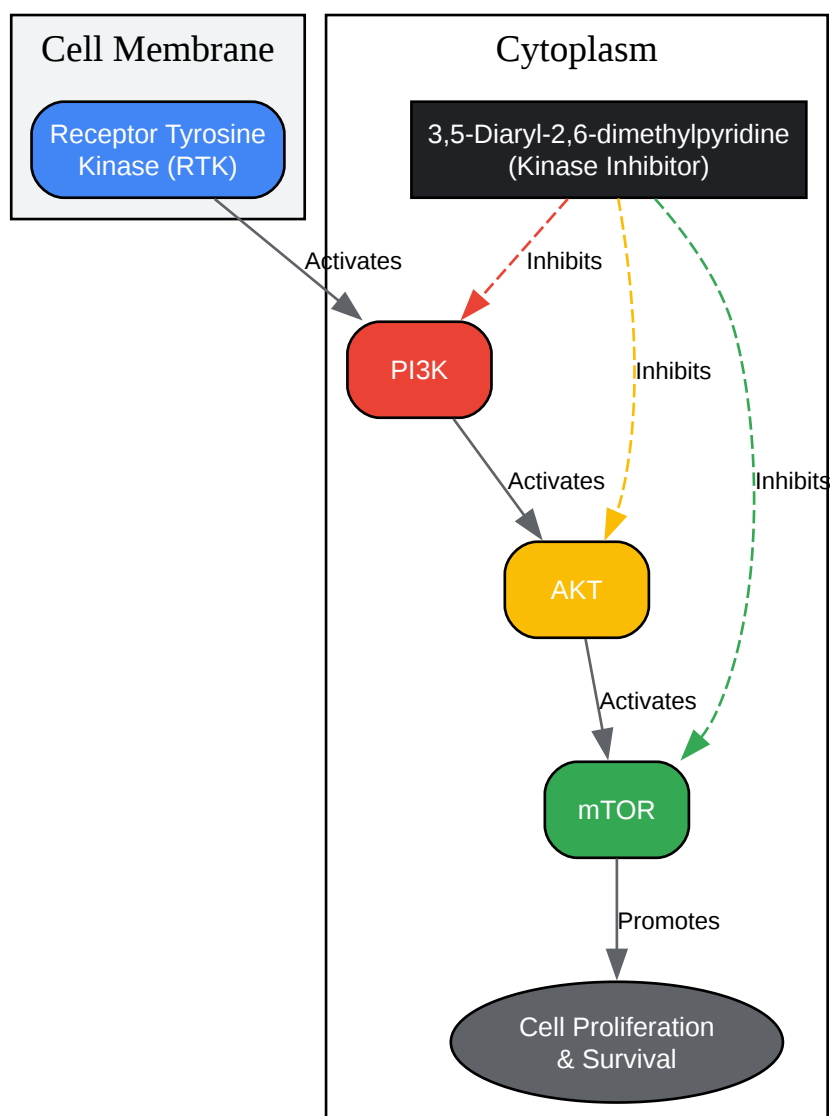 Cell Membrane
Cytoplasm
Receptor Tyrosine
Kinase (RTK)
3,5-Diaryl-2,6-dimethylpyridine
(Kinase Inhibitor)
Activates
Inhibits
PI3K
Inhibits
Activates
Inhibits
AKT
Activates
mTOR
Promotes
Cell Proliferation
& Survival